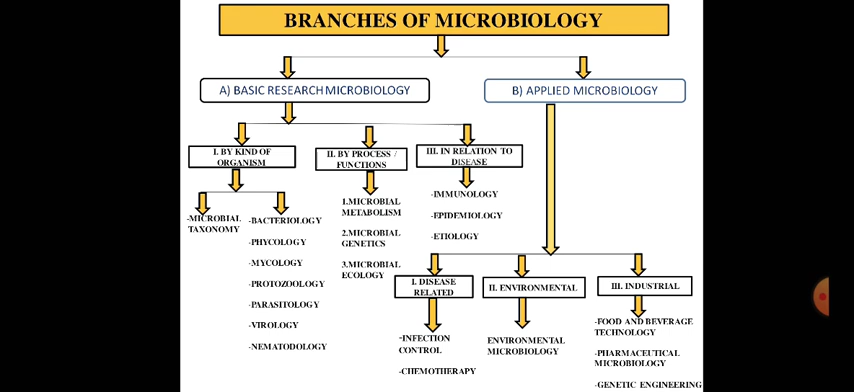 BRANCHES OF MICROBIOLOGY
A) BASIC RESEARCH MICROBIOLOGY
B) APPLIED MICROBIOLOGY
I. BY KIND OF
ORGANISM
II. BY PROCESS /
FUNCTIONS
III. IN RELATION TO
DISEASE
-MICROBIAL
TAXONOMY
-BACTERIOLOGY
-PHYCOLOGY
-MYCOLOGY
-PROTOZOOLOGY
-PARASITOLOGY
-VIROLOGY
-NEMATODOLOGY
1.MICROBIAL
METABOLISM
2.MICROBIAL
GENETICS
3.MICROBIAL
ECOLOGY
-IMMUNOLOGY
-EPIDEMIOLOGY
-ETIOLOGY
I. DISEASE
RELATED
II. ENVIRONMENTAL
III. INDUSTRIAL
-INFECTION
CONTROL
-CHEMOTHERAPY
ENVIRONMENTAL
MICROBIOLOGY
-FOOD AND BEVERAGE
TECHNOLOGY
-PHARMACEUTICAL
MICROBIOLOGY
-GENETIC ENGINEERING